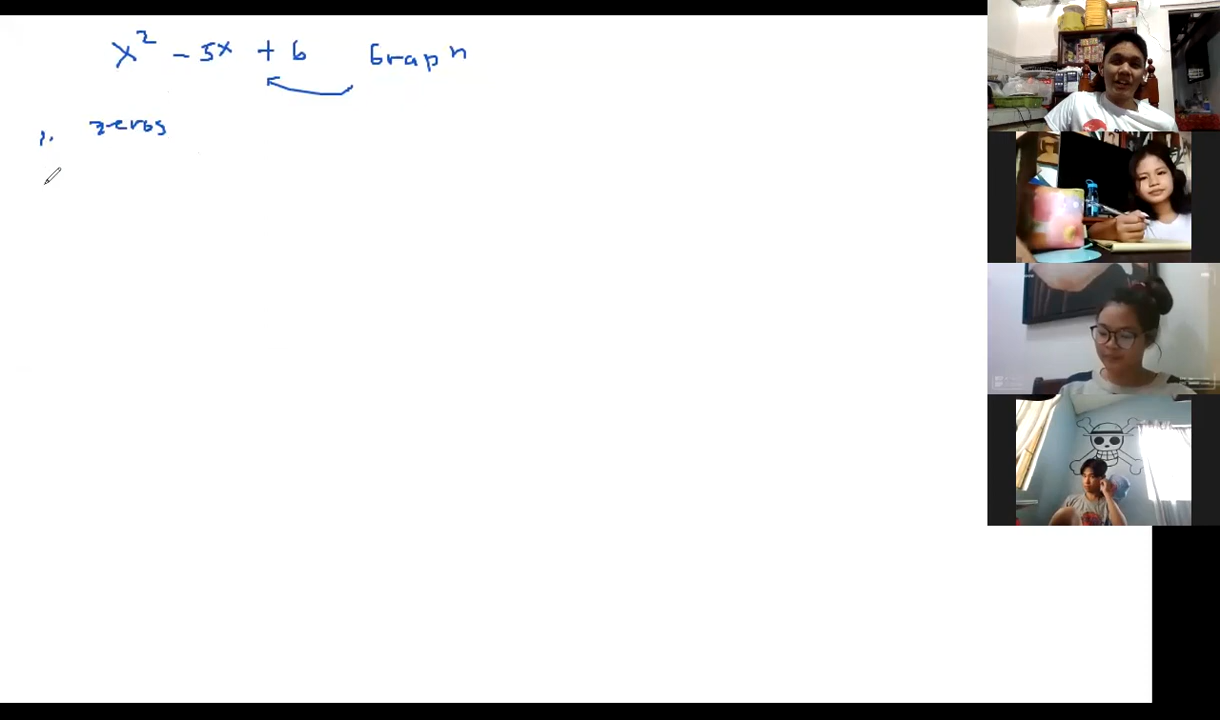 x² - 5x + 6 Graph
1. zeros